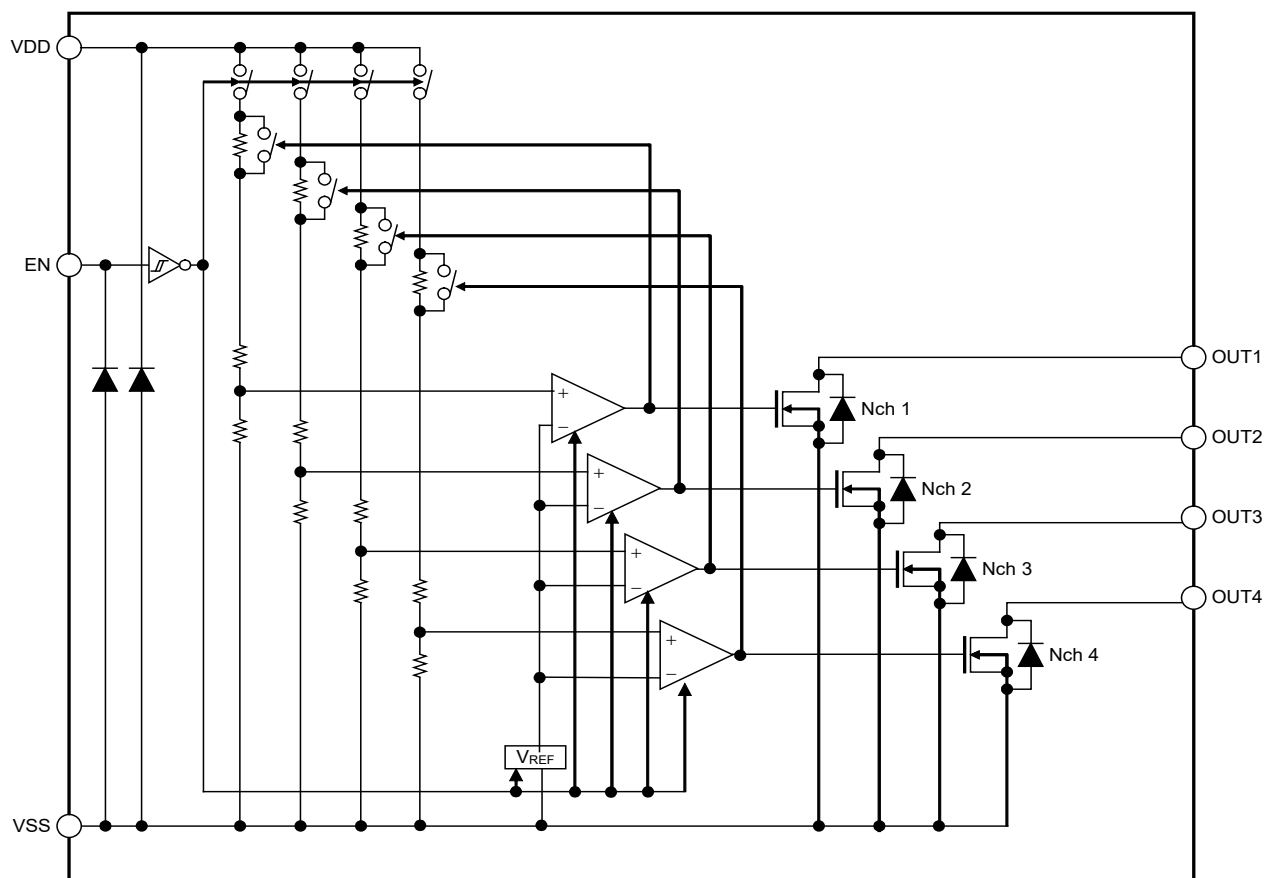 VDD
EN
OUT1
+
−
Nch 1
OUT2
+
−
Nch 2
OUT3
+
−
Nch 3
OUT4
+
−
Nch 4
VREF
VSS